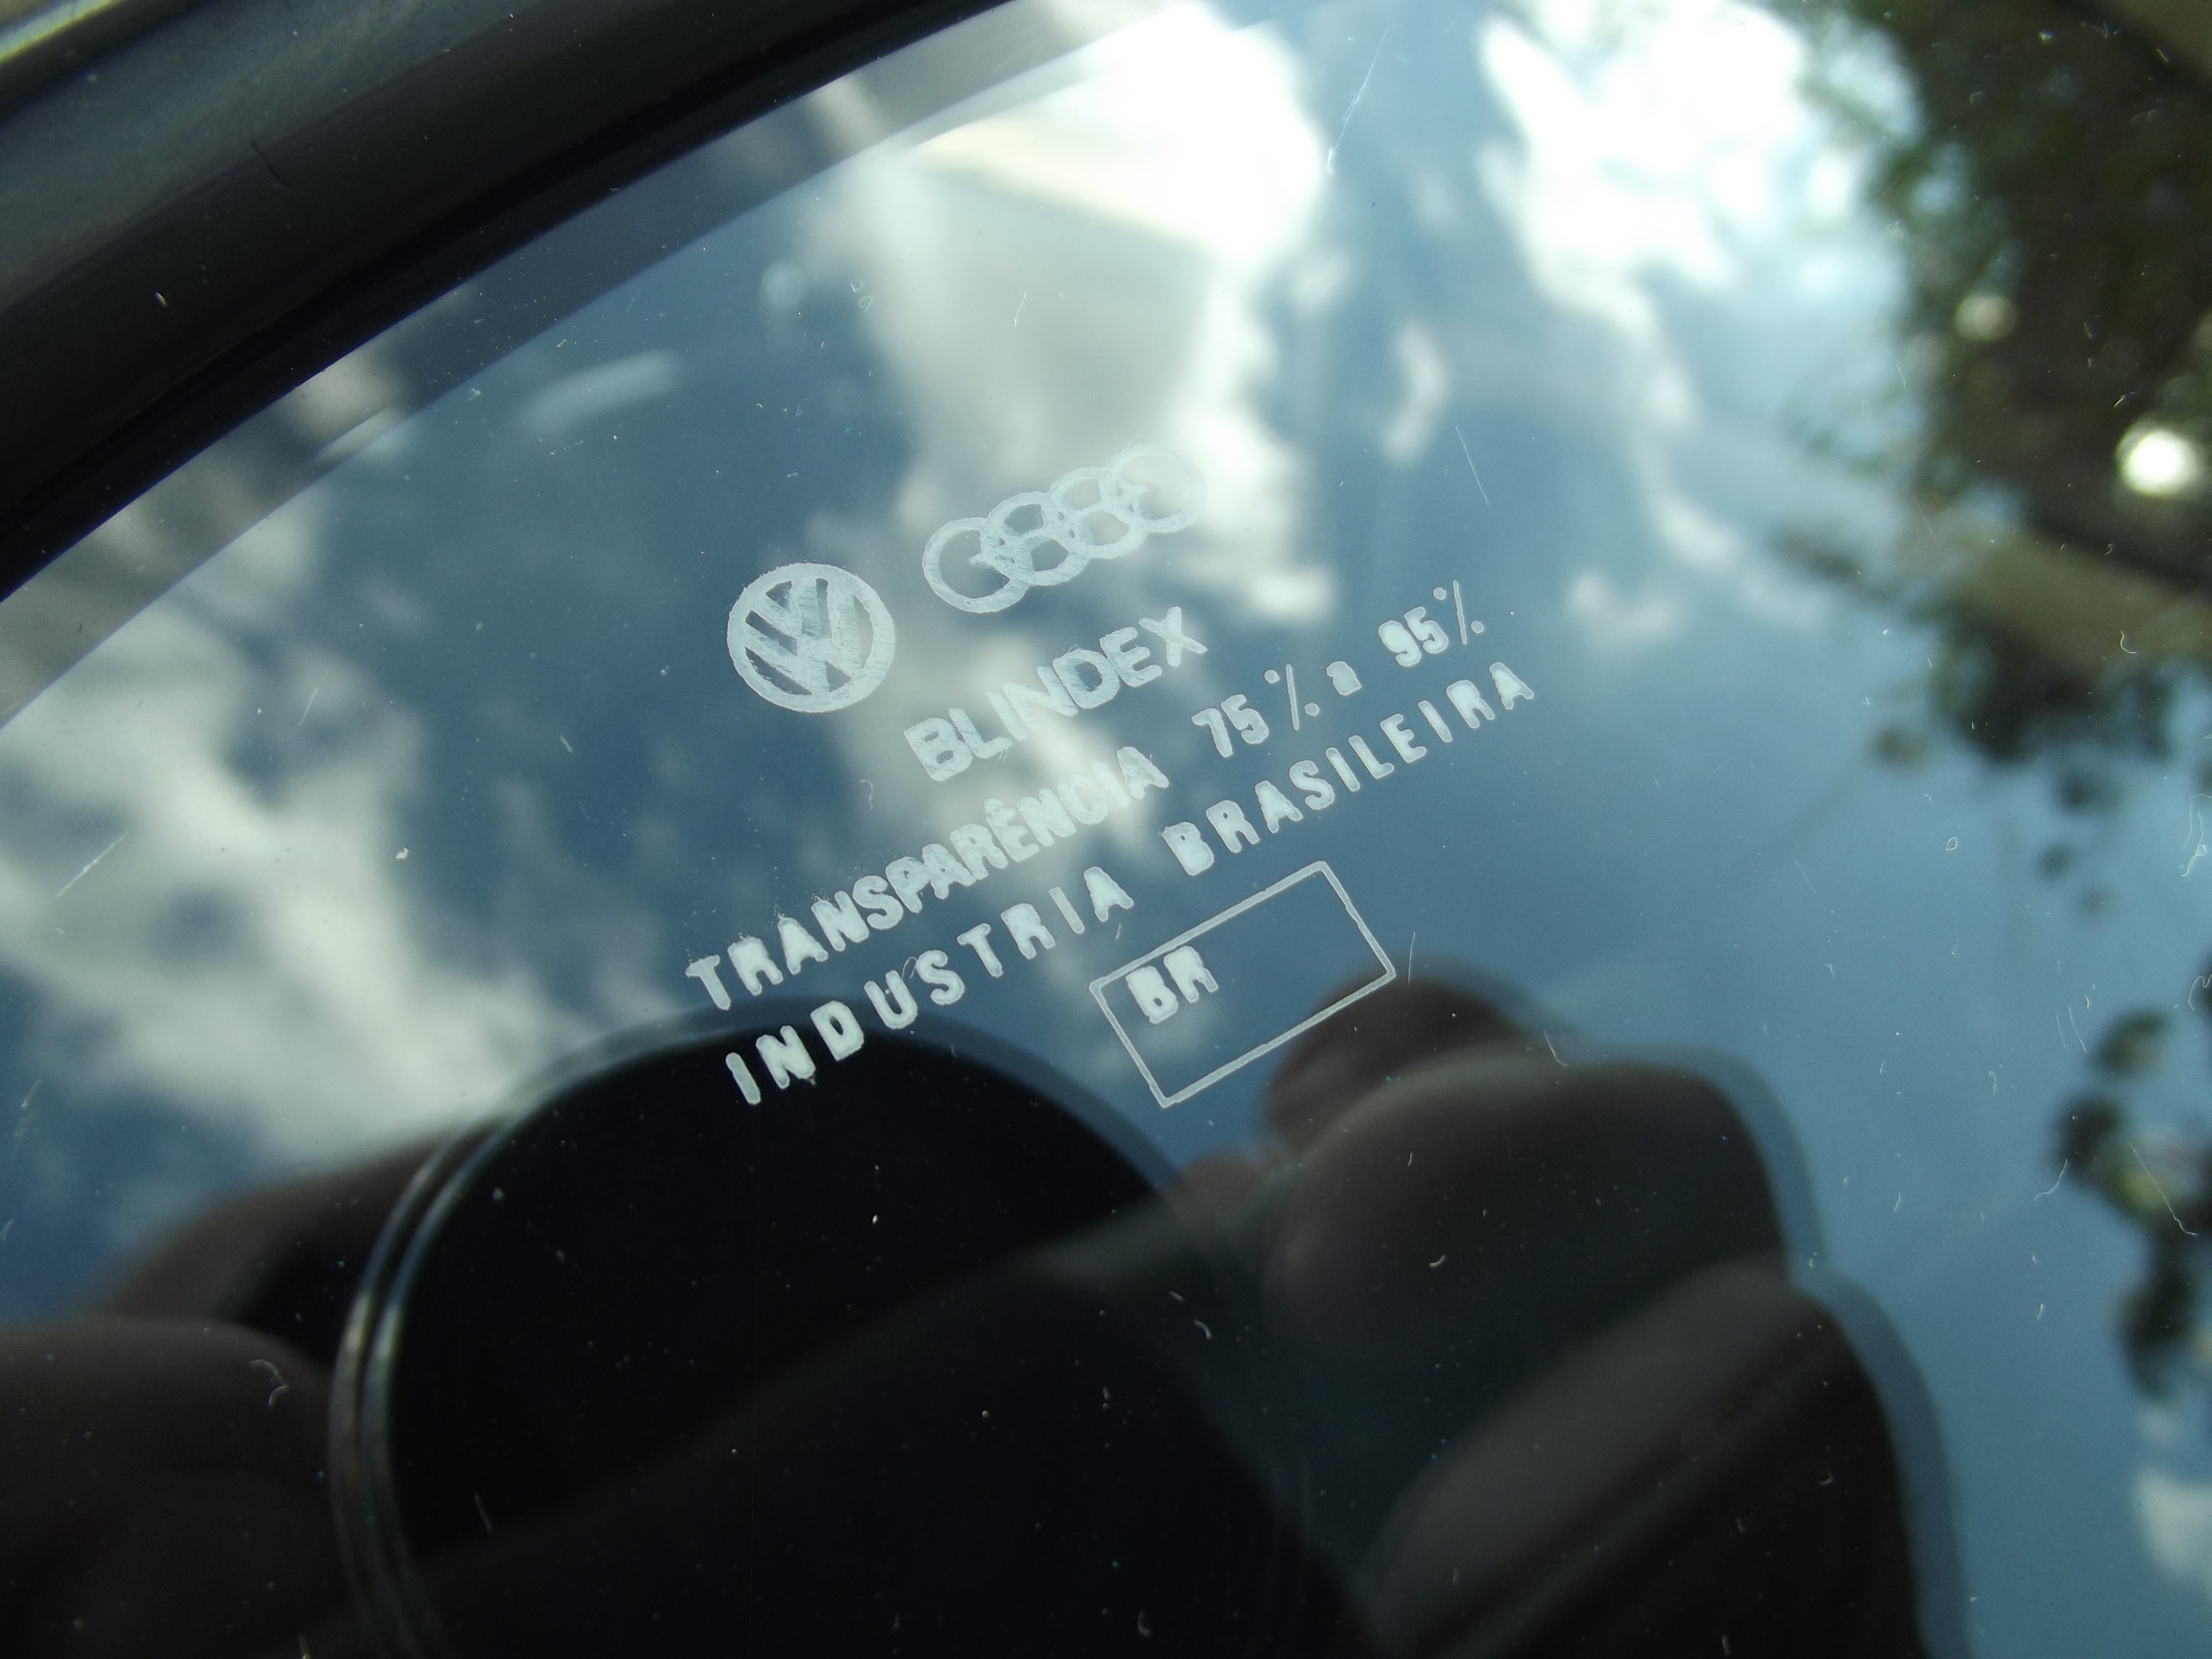 BLINDEX
TRANSPARÊNCIA 75% a 95%
INDUSTRIA BRASILEIRA
BR